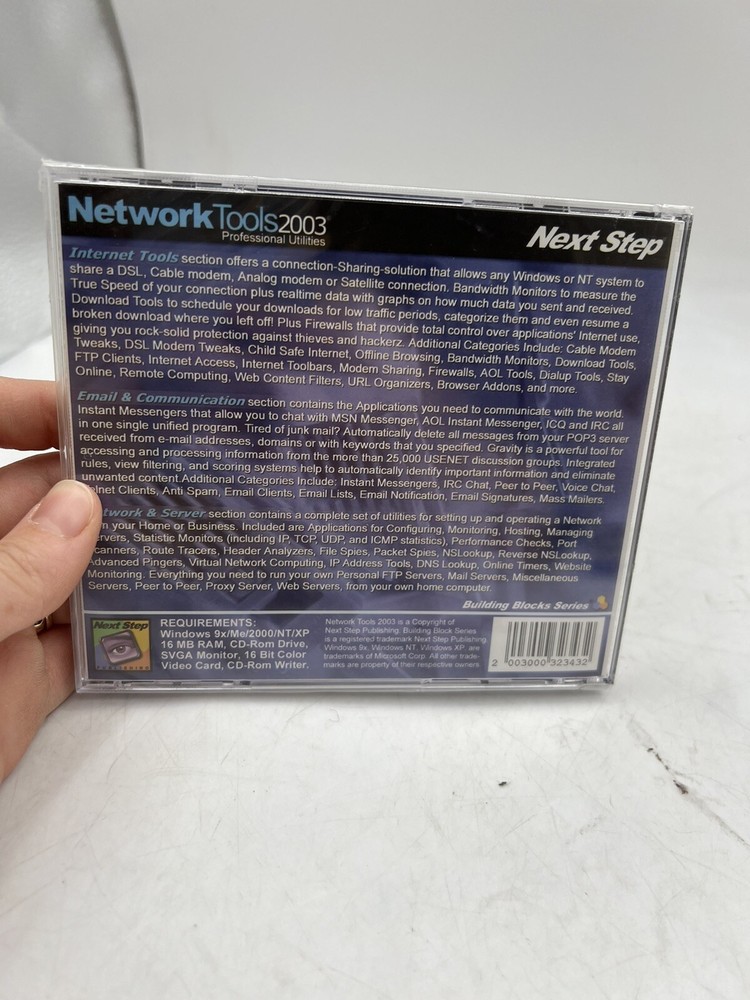 NetworkTools2003
Professional Utilities
Next Step
Internet Tools section offers a connection-Sharing-solution that allows any Windows or NT system to
share a DSL, Cable modem, Analog modem or Satellite connection. Bandwidth Monitors to measure the
True Speed of your connection plus realtime data with graphs on how much data you sent and received.
Download Tools to schedule your downloads for low traffic periods, categorize them and even resume a
broken download where you left off! Plus Firewalls that provide total control over applications' Internet use,
giving you rock-solid protection against thieves and hackerz. Additional Categories Include: Cable Modem
Tweaks, DSL Modem Tweaks, Child Safe Internet, Offline Browsing, Bandwidth Monitors, Download Tools,
FTP Clients, Internet Access, Internet Toolbars, Modem Sharing, Firewalls, AOL Tools, Dialup Tools, Stay
Online, Remote Computing, Web Content Filters, URL Organizers, Browser Addons, and more.
Email & Communication section contains the Applications you need to communicate with the world.
Instant Messengers that allow you to chat with MSN Messenger, AOL Instant Messenger, ICQ and IRC all
in one single unified program. Tired of junk mail? Automatically delete all messages from your POP3 server
received from e-mail addresses, domains or with keywords that you specified. Gravity is a powerful tool for
accessing and processing information from the more than 25,000 USENET discussion groups. Integrated
rules, view filtering, and scoring systems help to automatically identify important information and eliminate
unwanted content.Additional Categories Include: Instant Messengers, IRC Chat, Peer to Peer, Voice Chat,
elnet Clients, Anti Spam, Email Clients, Email Lists, Email Notification, Email Signatures, Mass Mailers.
twork & Server section contains a complete set of utilities for setting up and operating a Network
m your Home or Business. Included are Applications for Configuring, Monitoring, Hosting, Managing
ervers, Statistic Monitors (including IP, TCP, UDP, and ICMP statistics), Performance Checks, Port
canners, Route Tracers, Header Analyzers, File Spies, Packet Spies, NSLookup, Reverse NSLookup,
Advanced Pingers, Virtual Network Computing, IP Address Tools, DNS Lookup, Online Timers, Website
Monitoring. Everything you need to run your own Personal FTP Servers, Mail Servers, Miscellaneous
Servers, Peer to Peer, Proxy Server, Web Servers, from your own home computer.
Building Blocks Series
Next Step
PUBLISHING
REQUIREMENTS:
Windows 9x/Me/2000/NT/XP
16 MB RAM, CD-Rom Drive,
SVGA Monitor, 16 Bit Color
Video Card, CD-Rom Writer.
Network Tools 2003 is a Copyright of
Next Step Publishing. Building Block Series
is a registered trademark Next Step Publishing.
Windows 9x, Windows NT, Windows XP, are
trademarks of Microsoft Corp. All other trade-
marks are property of their respective owners
2 003000 323432